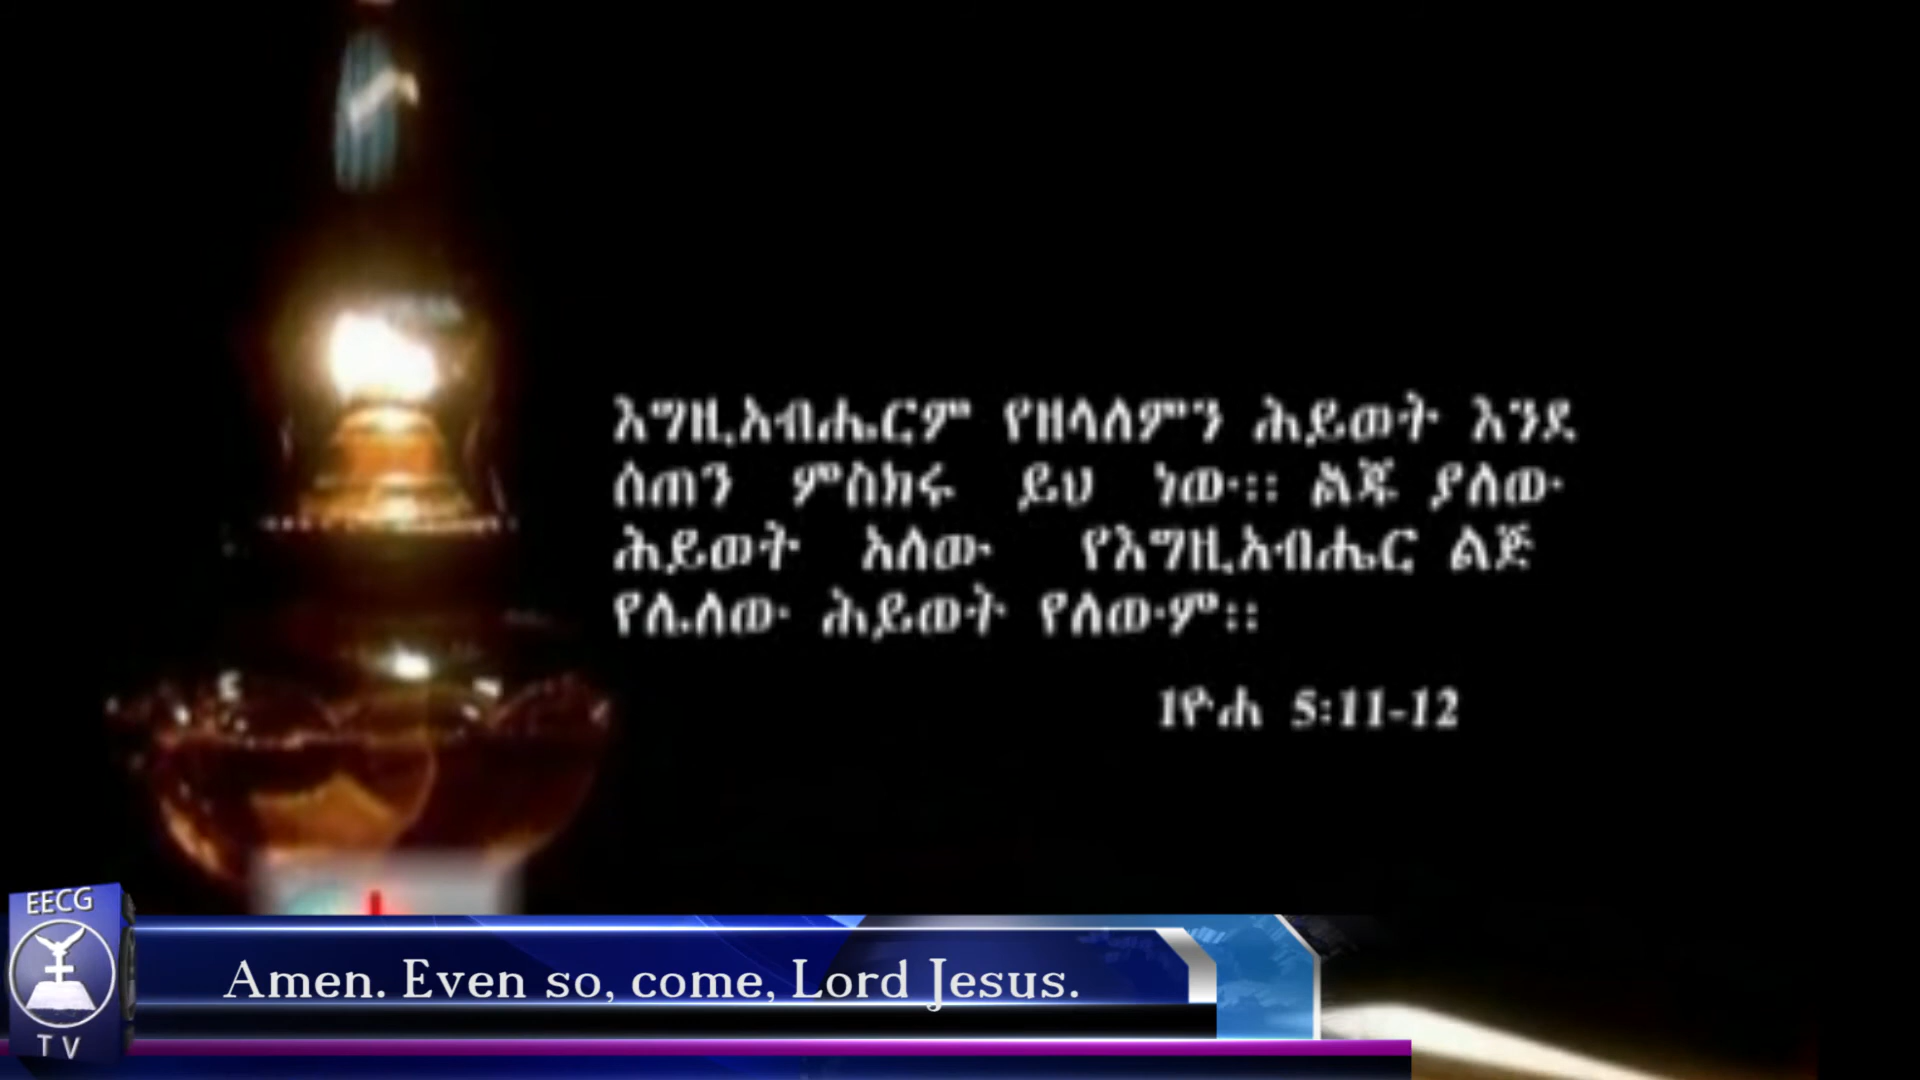 እግዚአብሔርም የዘላለምን ሕይወት እንደ
ሰጠን ምስክሩ ይህ ነው፡፡ ልጁ ያለው
ሕይወት አለው የእግዚአብሔር ልጅ
የሌለው ሕይወት የለውም፡፡
1ዮሐ 5:11-12
EECG
TV
Amen. Even so, come, Lord Jesus.